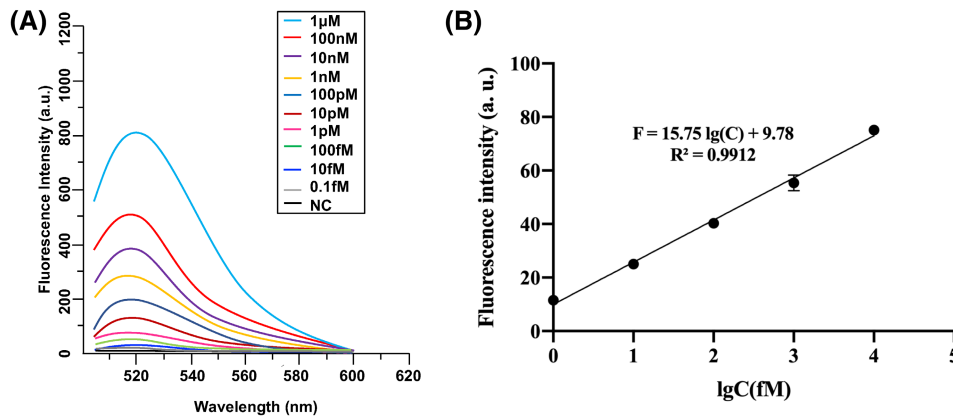 (A)
1200
1000
800
600
400
200
0
Fluorescence Intensity (a.u.)
520 540 560 580 600 620
Wavelength (nm)
1μM
100nM
10nM
1nM
100pM
10pM
1pM
100fM
10fM
0.1fM
NC
(B)
100
80
60
40
20
0
Fluorescence intensity (a. u.)
F = 15.75 lg(C) + 9.78
R² = 0.9912
0 1 2 3 4 5
lgC(fM)